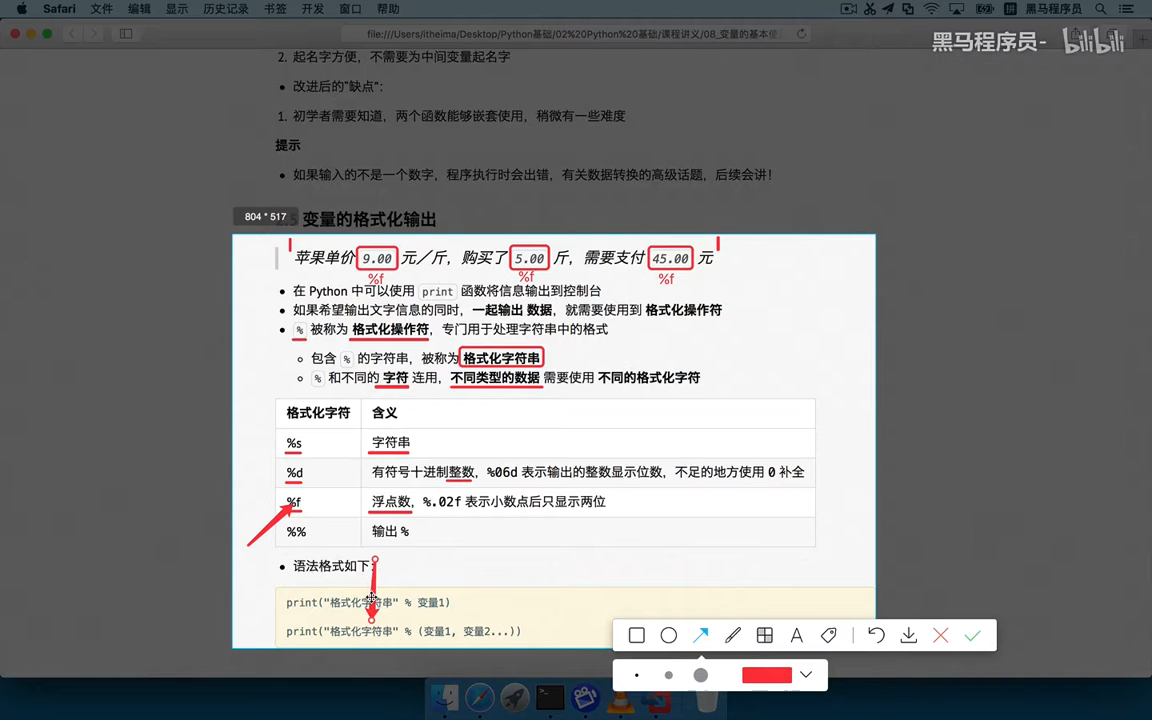 Safari 文件 编辑 显示 历史记录 书签 开发 窗口 帮助 黑马程序员
file:///Users/itheima/Desktop/Python基础/02%20Python%20基础/课程讲义/08_变量的基本使
黑马程序员- bilibili
2. 起名字方便，不需要为中间变量起名字
• 改进后的"缺点"：
1. 初学者需要知道，两个函数能够嵌套使用，稍微有一些难度
提示
• 如果输入的不是一个数字，程序执行时会出错，有关数据转换的高级话题，后续会讲！
804 * 517
变量的格式化输出
苹果单价 9.00 元／斤，购买了 5.00 斤，需要支付 45.00 元
%f %f %f
• 在 Python 中可以使用 print 函数将信息输出到控制台
• 如果希望输出文字信息的同时，一起输出 数据，就需要使用到 格式化操作符
• % 被称为 格式化操作符，专门用于处理字符串中的格式
◦ 包含 % 的字符串，被称为 格式化字符串
◦ % 和不同的 字符 连用，不同类型的数据 需要使用 不同的格式化字符
格式化字符 含义
%s 字符串
%d 有符号十进制整数，%06d 表示输出的整数显示位数，不足的地方使用 0 补全
%f 浮点数，%.02f 表示小数点后只显示两位
%% 输出 %
• 语法格式如下：
print("格式化字符串" % 变量1)
print("格式化字符串" % (变量1, 变量2...))
A